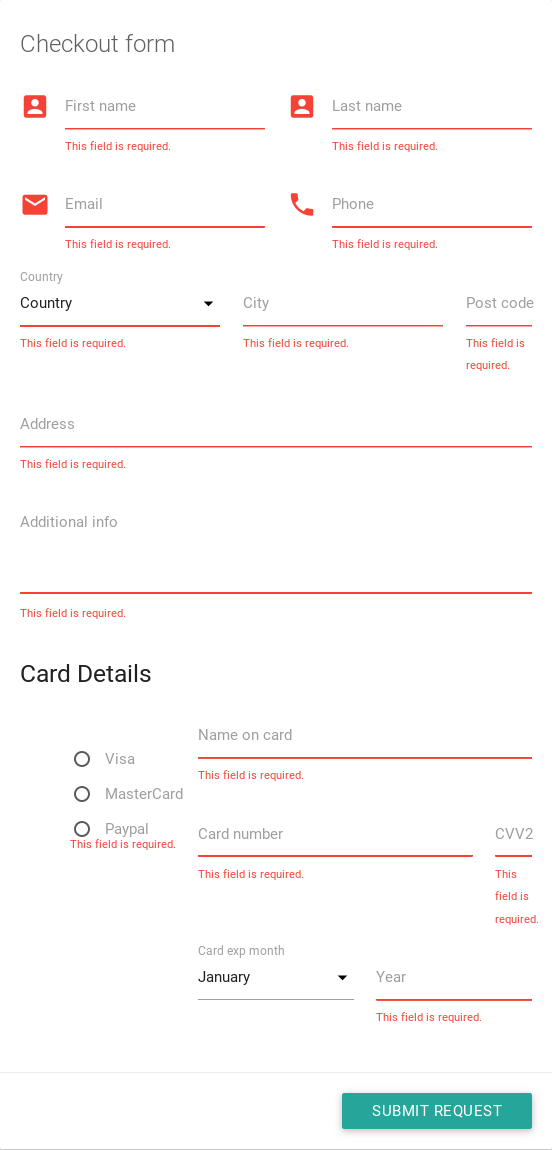 Checkout form
First name
Last name
This field is required.
This field is required.
Email
Phone
This field is required.
This field is required.
Country
Country
City
Post code
This field is required.
This field is required.
This field is
required.
Address
This field is required.
Additional info
This field is required.
Card Details
Visa
MasterCard
Paypal
This field is required.
Name on card
This field is required.
Card number
CVV2
This field is required.
This
field is
required.
Card exp month
January
Year
This field is required.
SUBMIT REQUEST